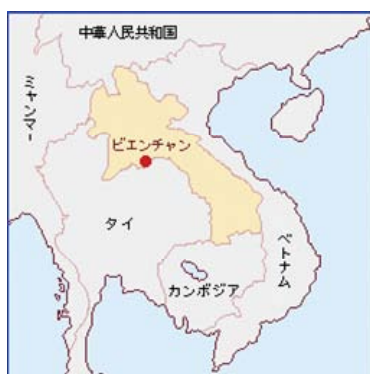 中華人民共和国
ミャンマー
ビエンチャン
タイ
ベトナム
カンボジア